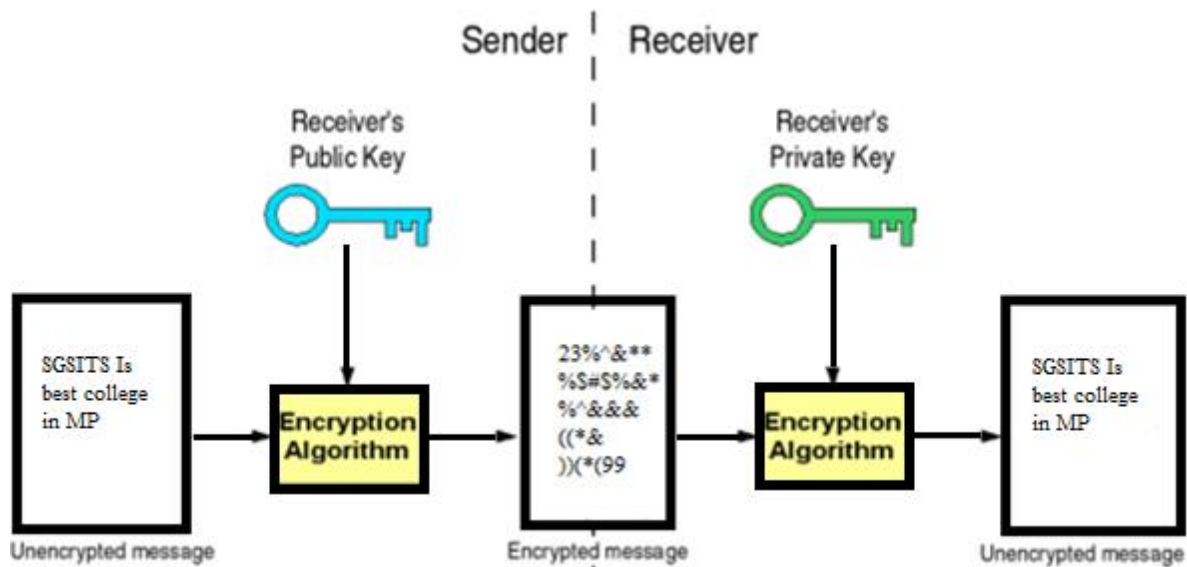 Sender
Receiver
Receiver's
Public Key
Receiver's
Private Key
SGSITS Is
best college
in MP
Encryption
Algorithm
23%^&**
%$#$%&*
%^&&&
((*&
))(*(99
Encryption
Algorithm
SGSITS Is
best college
in MP
Unencrypted message
Encrypted message
Unencrypted message